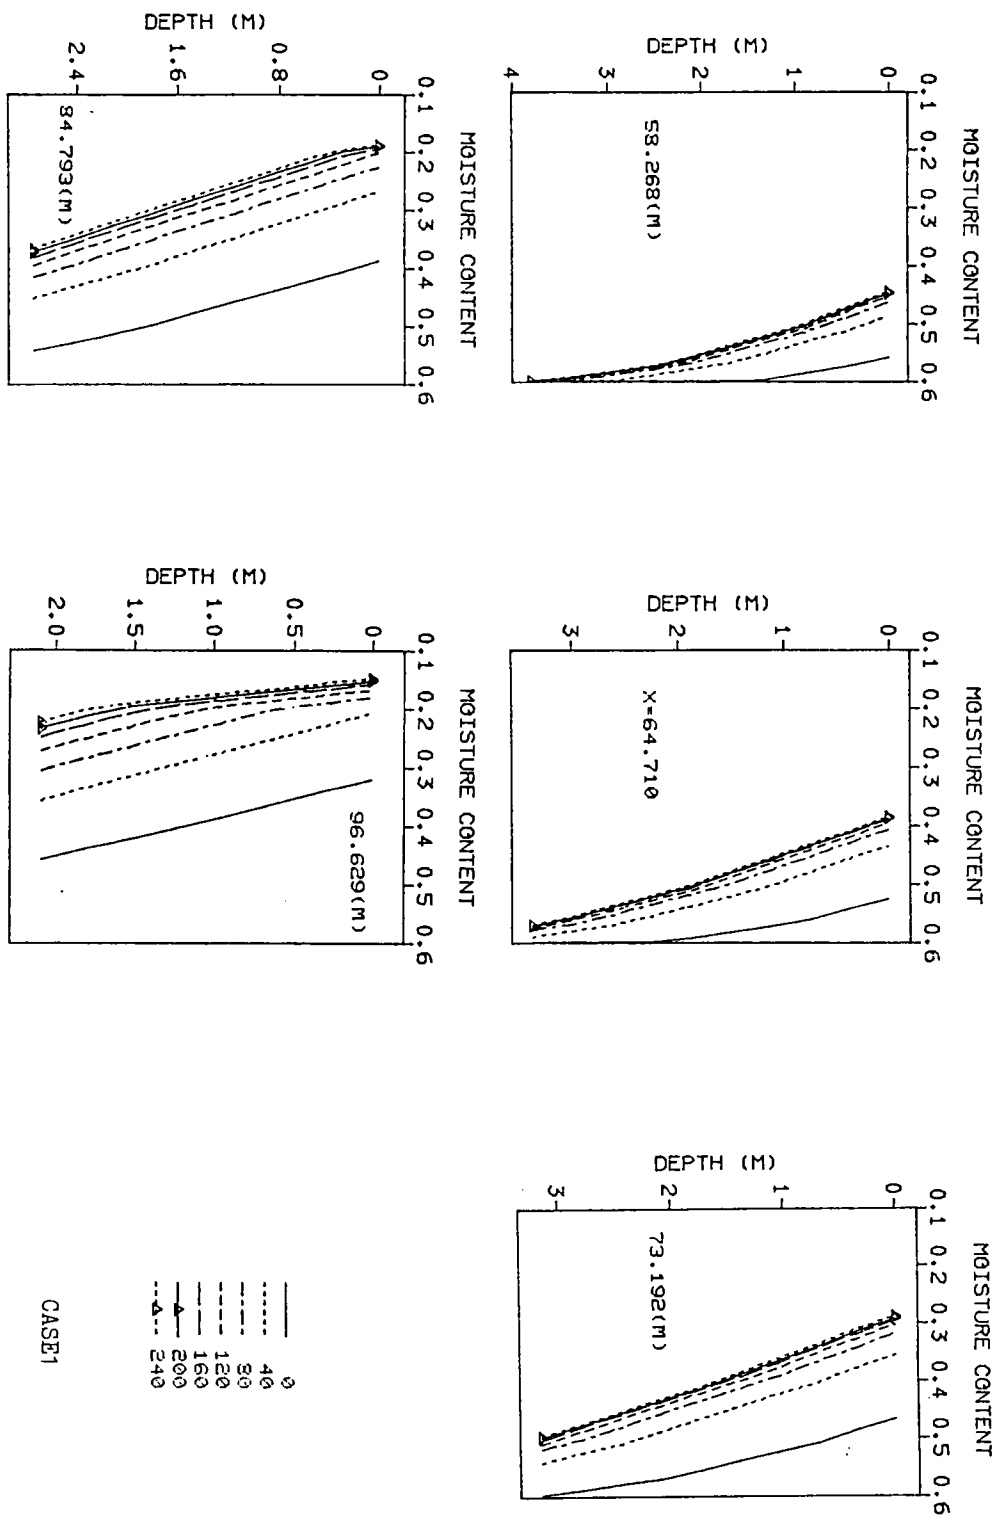 MOISTURE CONTENT
0.1 0.2 0.3 0.4 0.5 0.6
DEPTH (M)
0
1
2
3
4
58.268(M)
MOISTURE CONTENT
0.1 0.2 0.3 0.4 0.5 0.6
DEPTH (M)
0
1
2
3
X=64.710
MOISTURE CONTENT
0.1 0.2 0.3 0.4 0.5 0.6
DEPTH (M)
0
1
2
3
73.192(M)
MOISTURE CONTENT
0.1 0.2 0.3 0.4 0.5 0.6
DEPTH (M)
0
0.8
1.6
2.4
84.793(M)
MOISTURE CONTENT
0.1 0.2 0.3 0.4 0.5 0.6
DEPTH (M)
0
0.5
1.0
1.5
2.0
96.629(M)
0
40
80
120
160
200
240
CASE1